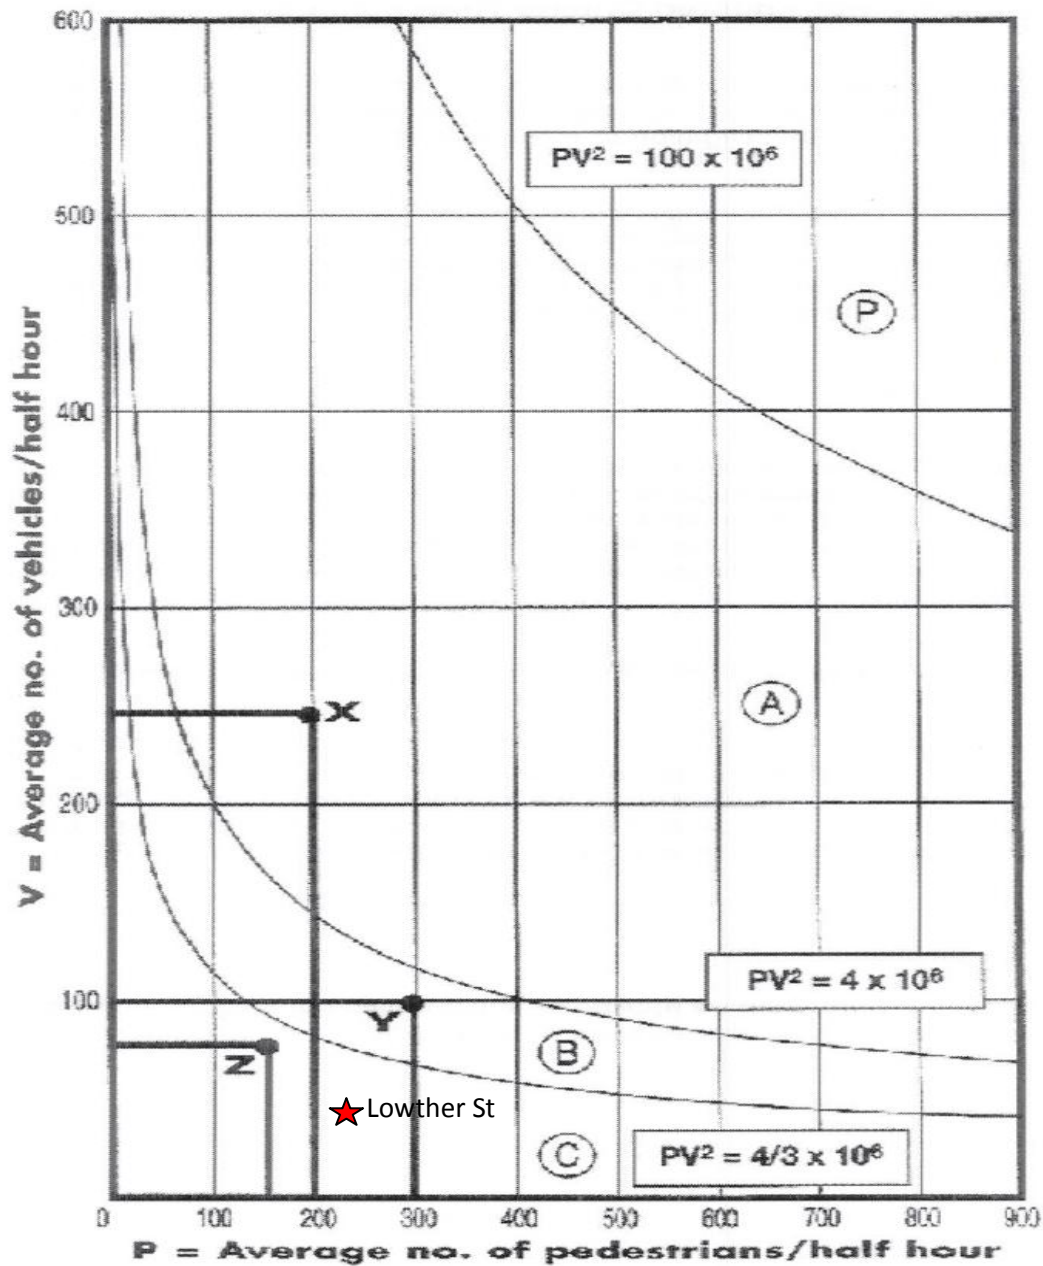 600
PV² = 100 x 10⁶
500
P
400
V = Average no. of vehicles/half hour
300
A
X
200
PV² = 4 x 10⁶
100
Y
B
Z
Lowther St
C
PV² = 4/3 x 10⁶
0 100 200 300 400 500 600 700 800 900
P = Average no. of pedestrians/half hour